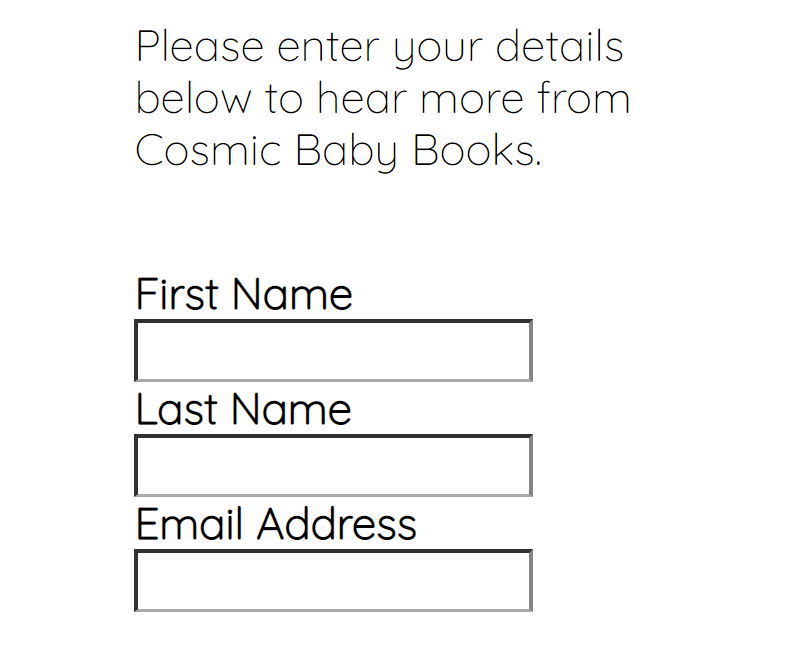 Please enter your details
below to hear more from
Cosmic Baby Books.
First Name
Last Name
Email Address